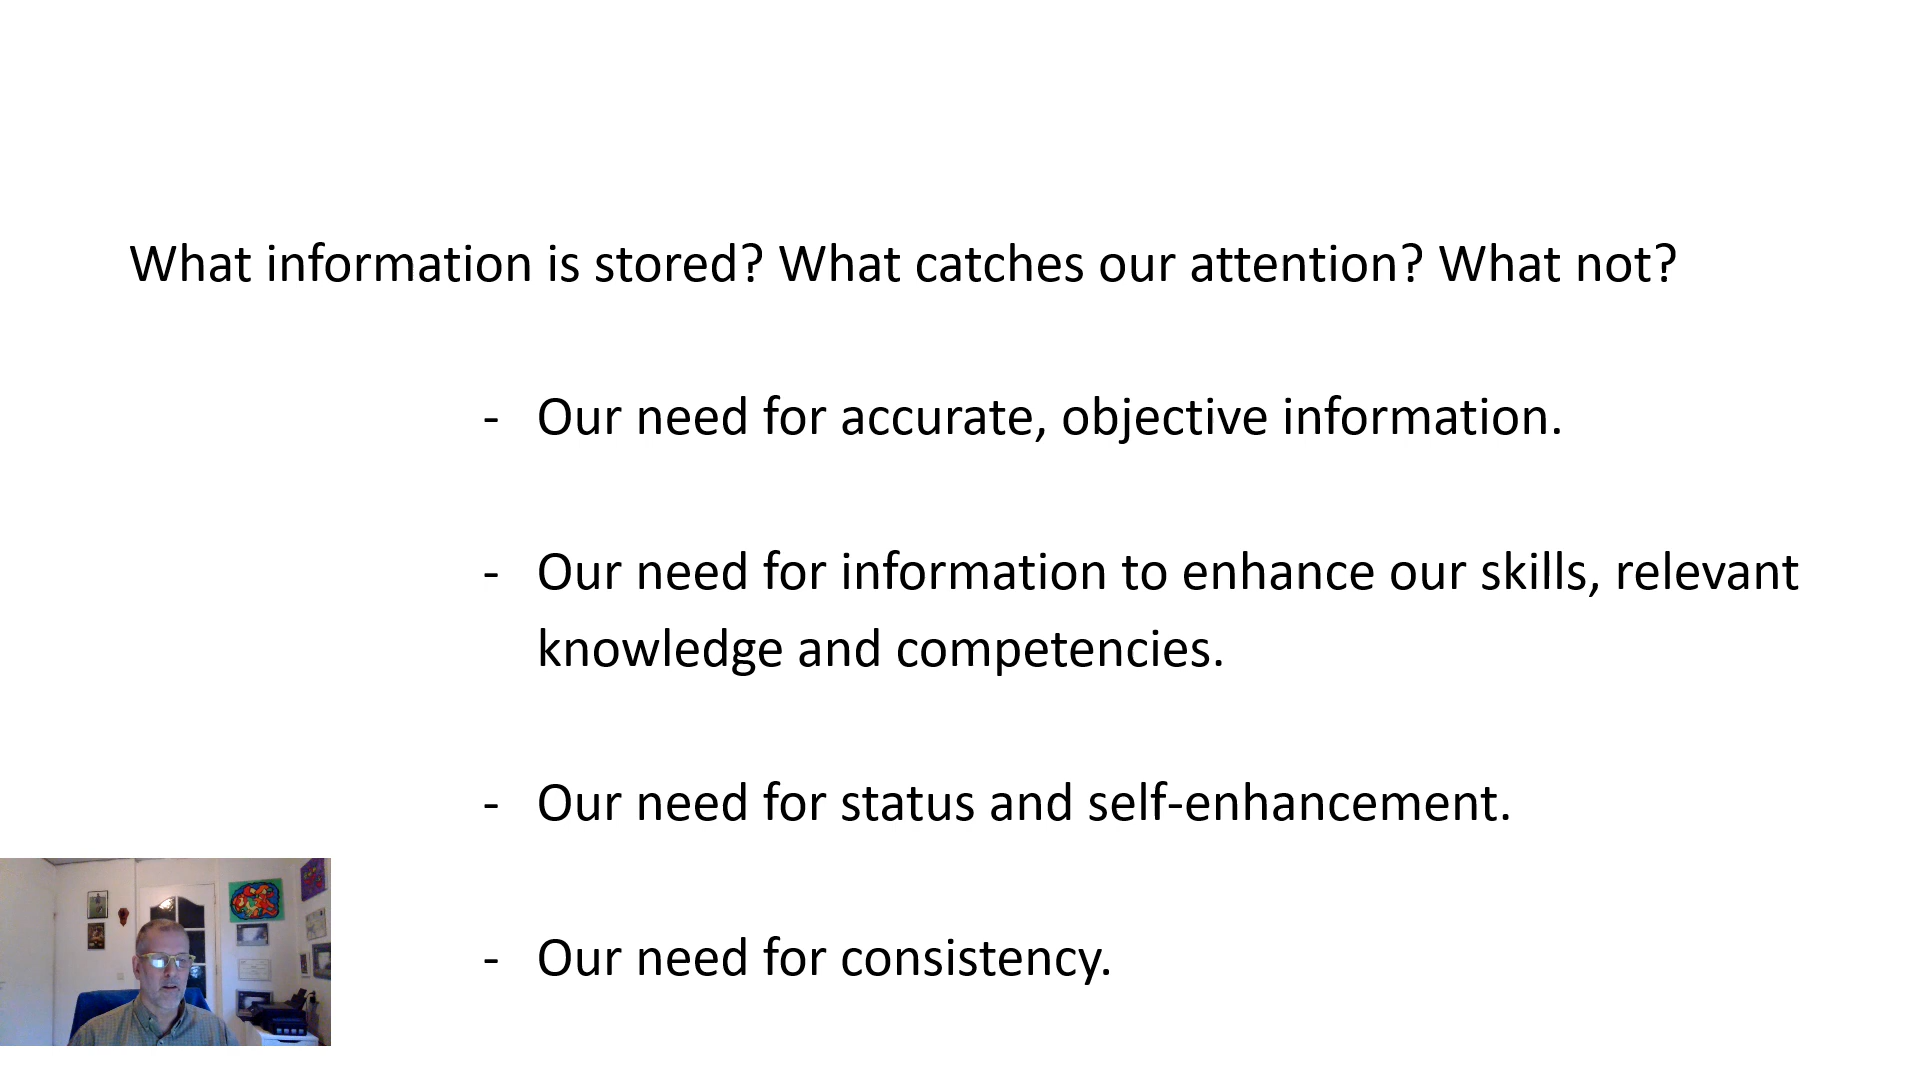 What information is stored? What catches our attention? What not?
- Our need for accurate, objective information.
- Our need for information to enhance our skills, relevant
knowledge and competencies.
- Our need for status and self-enhancement.
- Our need for consistency.